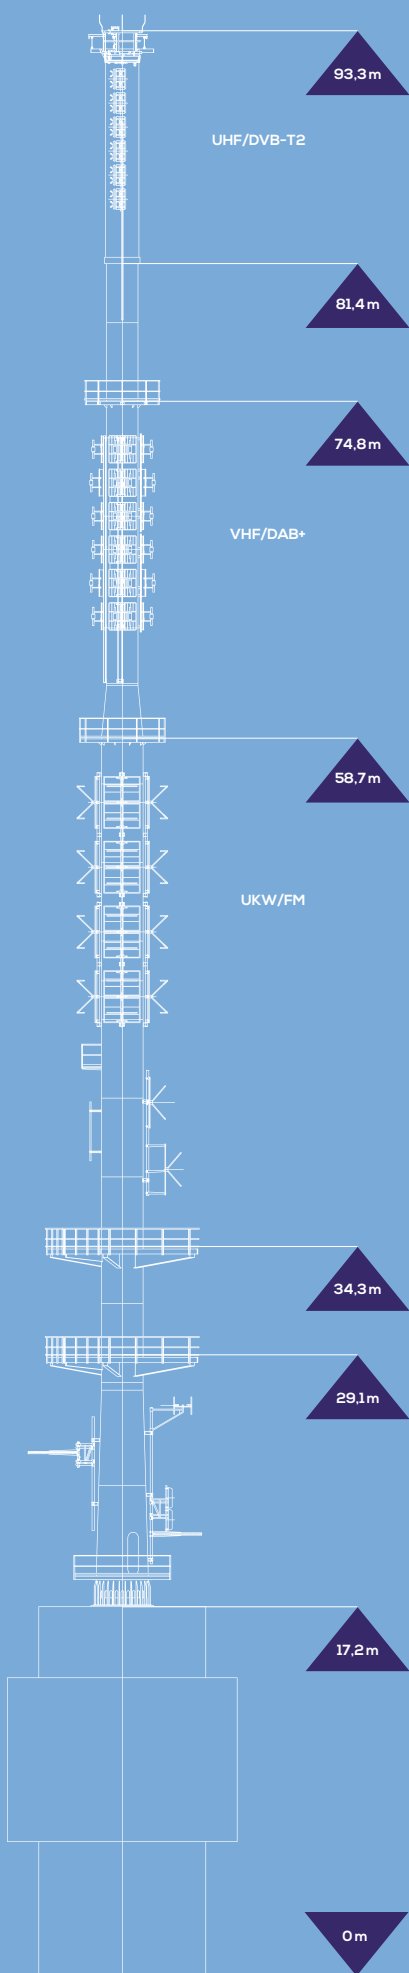 93,3 m
UHF/DVB-T2
81,4 m
74,8 m
VHF/DAB+
58,7 m
UKW/FM
34,3 m
29,1 m
17,2 m
0 m